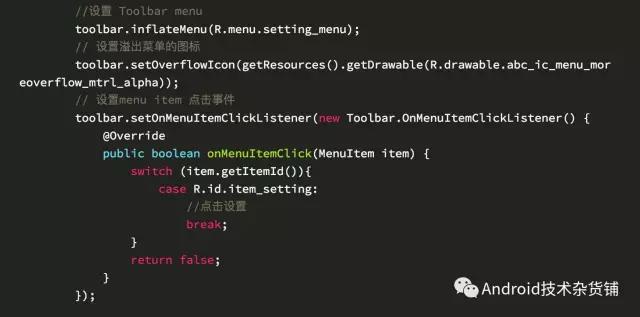 //设置 Toolbar menu
toolbar.inflateMenu(R.menu.setting_menu);
// 设置溢出菜单的图标
toolbar.setOverflowIcon(getResources().getDrawable(R.drawable.abc_ic_menu_mor
eoverflow_mtrl_alpha));
// 设置menu item 点击事件
toolbar.setOnMenuItemClickListener(new Toolbar.OnMenuItemClickListener() {
@Override
public boolean onMenuItemClick(MenuItem item) {
switch (item.getItemId()){
case R.id.item_setting:
//点击设置
break;
}
return false;
}
});
Android技术杂货铺